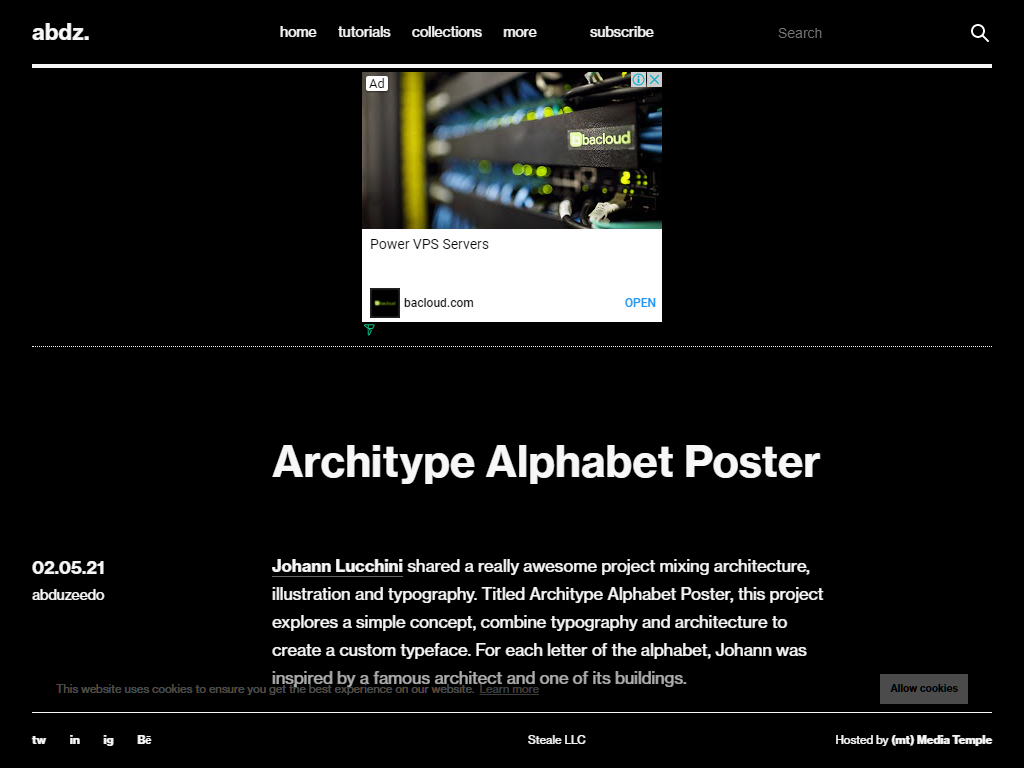 abdz.
home tutorials collections more subscribe Search
Ad
bacloud
Power VPS Servers
bacloud.com OPEN
Architype Alphabet Poster
02.05.21
abduzeedo
Johann Lucchini shared a really awesome project mixing architecture,
illustration and typography. Titled Architype Alphabet Poster, this project
explores a simple concept, combine typography and architecture to
create a custom typeface. For each letter of the alphabet, Johann was
inspired by a famous architect and one of its buildings.
This website uses cookies to ensure you get the best experience on our website. Learn more
Allow cookies
tw in ig Bē
Steale LLC
Hosted by (mt) Media Temple